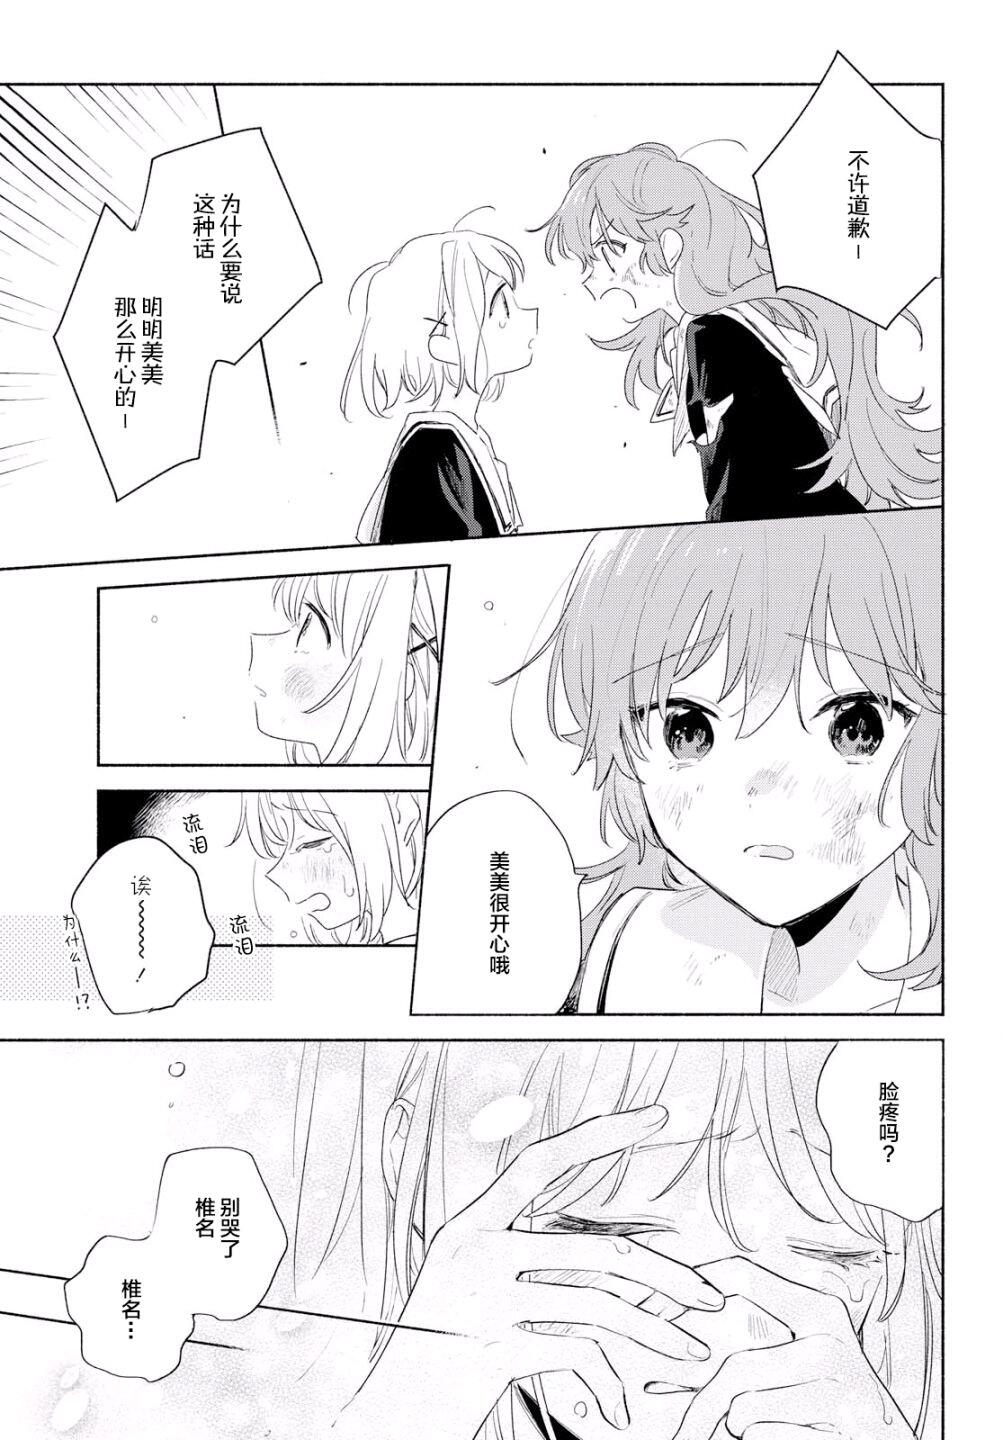 不许道歉－
为什么要说
这种话
明明美美
那么开心的－
美美很开心哦
流泪
诶～～～！
流泪
为什么—!?
脸疼吗?
别哭了
椎名
椎名…